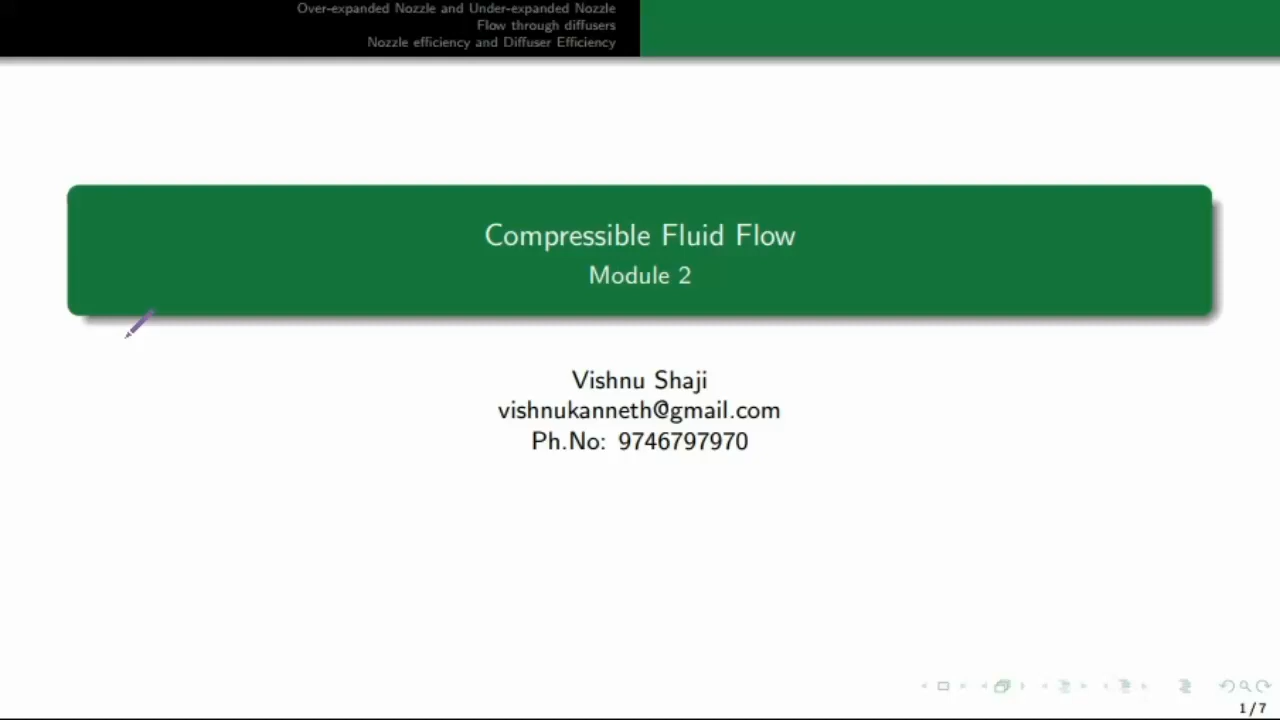 Over-expanded Nozzle and Under-expanded Nozzle
Flow through diffusers
Nozzle efficiency and Diffuser Efficiency
Compressible Fluid Flow
Module 2
Vishnu Shaji
vishnukanneth@gmail.com
Ph.No: 9746797970
1/7